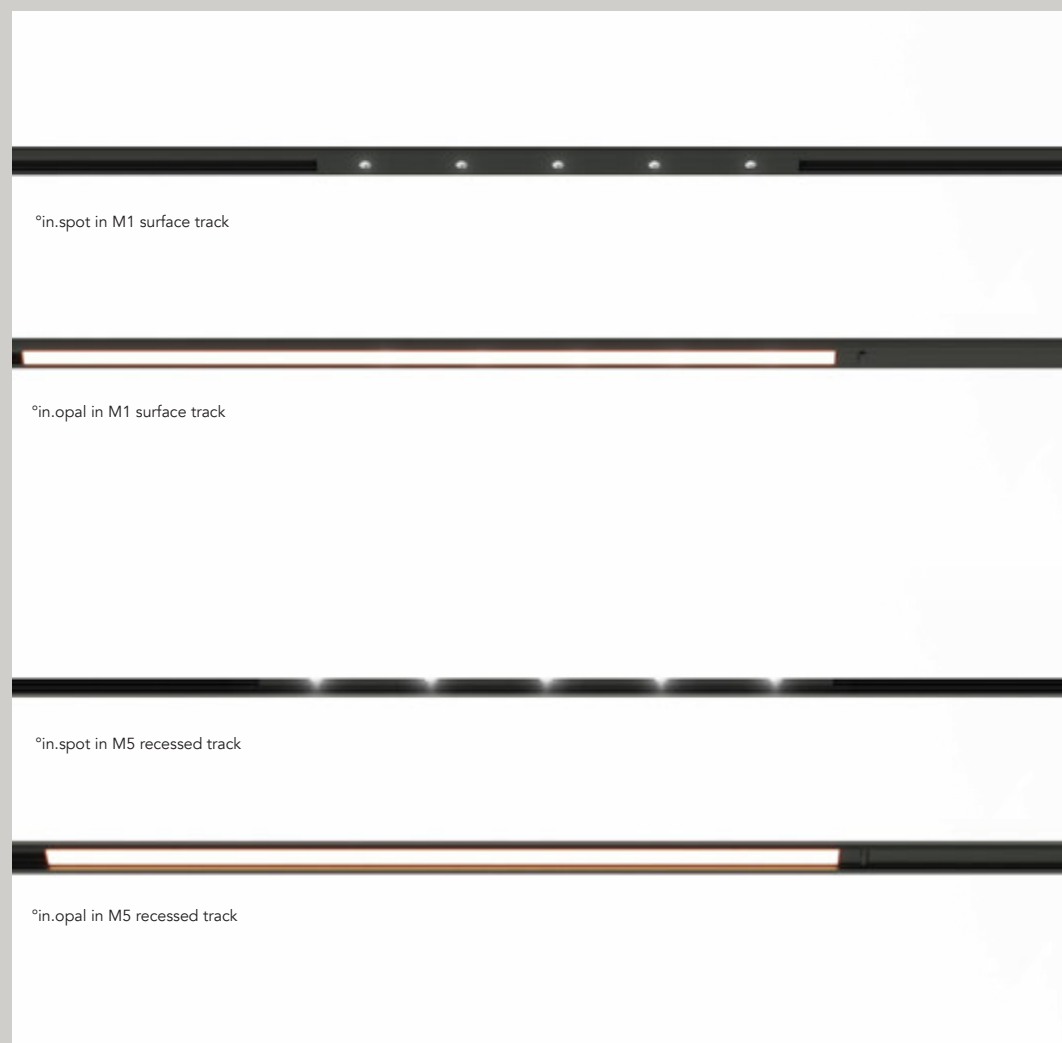 °in.spot in M1 surface track
°in.opal in M1 surface track
°in.spot in M5 recessed track
°in.opal in M5 recessed track